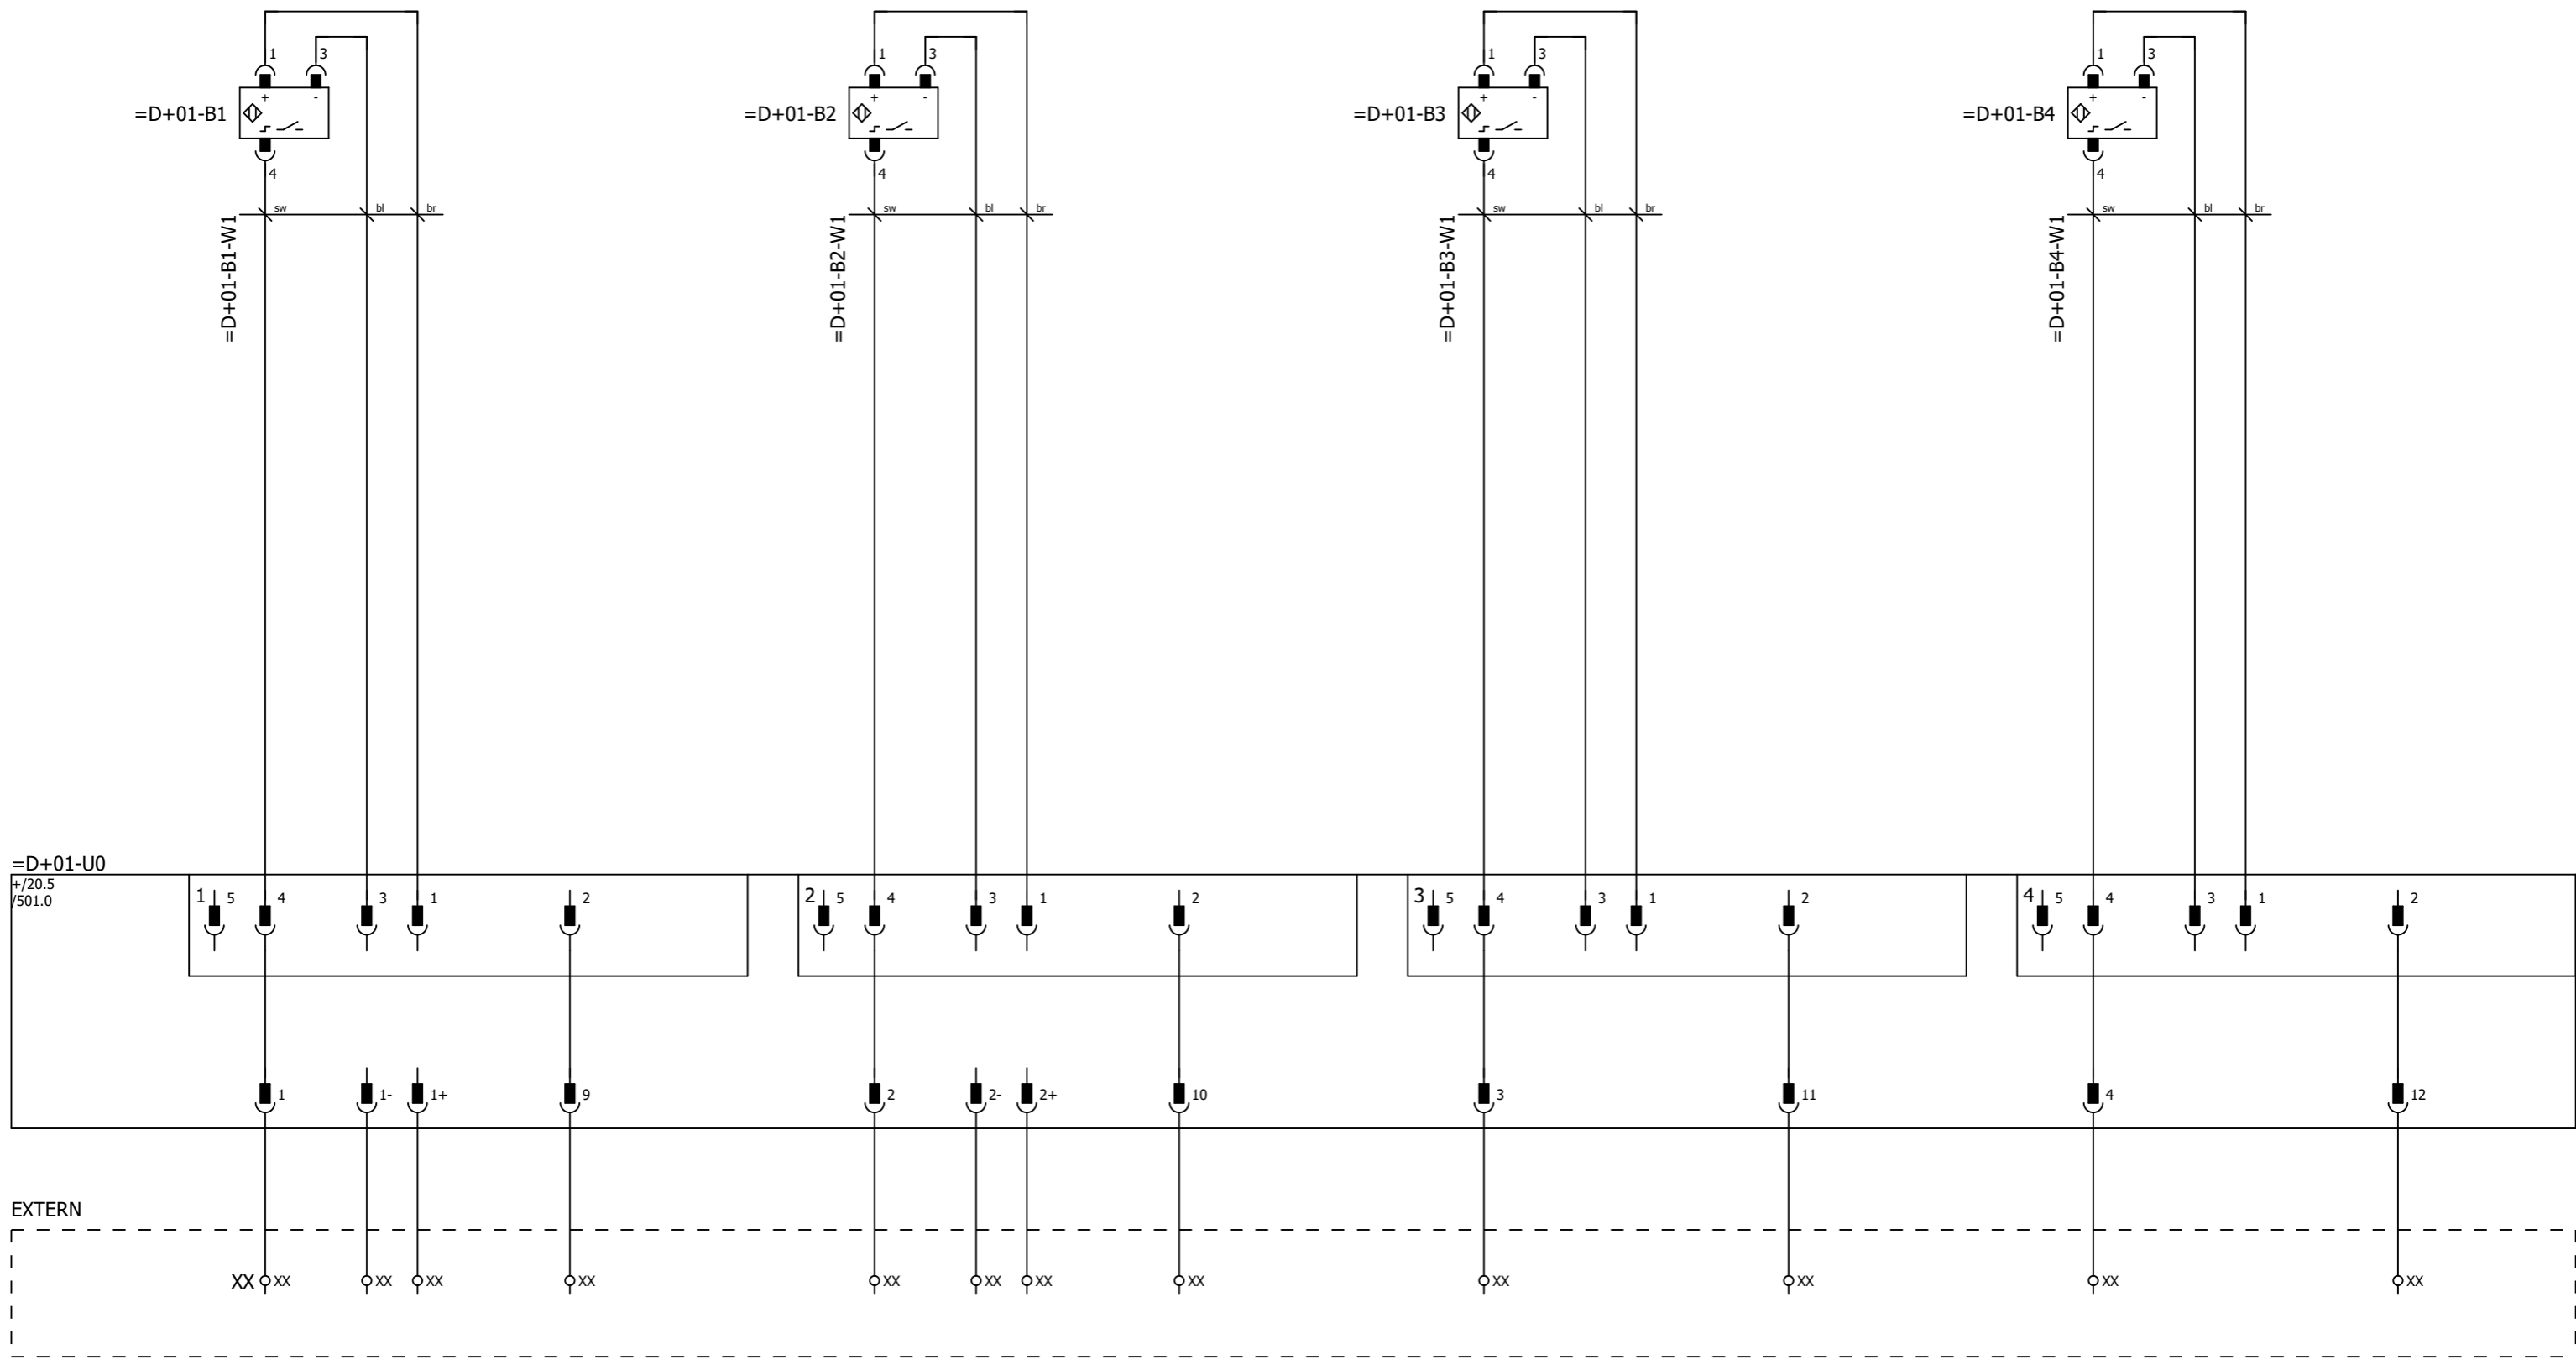 1 3 1 3 1 3 1 3
+ - + - + - + -
=D+01-B1 =D+01-B2 =D+01-B3 =D+01-B4
4 4 4 4
sw bl br sw bl br sw bl br sw bl br
=D+01-B1-W1
=D+01-B2-W1
=D+01-B3-W1
=D+01-B4-W1
=D+01-U0
+/20.5
/501.0
1 5 4 3 1 2 2 5 4 3 1 2 3 5 4 3 1 2 4 5 4 3 1 2
1 1- 1+ 9 2 2- 2+ 10 3 11 4 12
EXTERN
XX XX XX XX XX XX XX XX XX XX XX XX XX